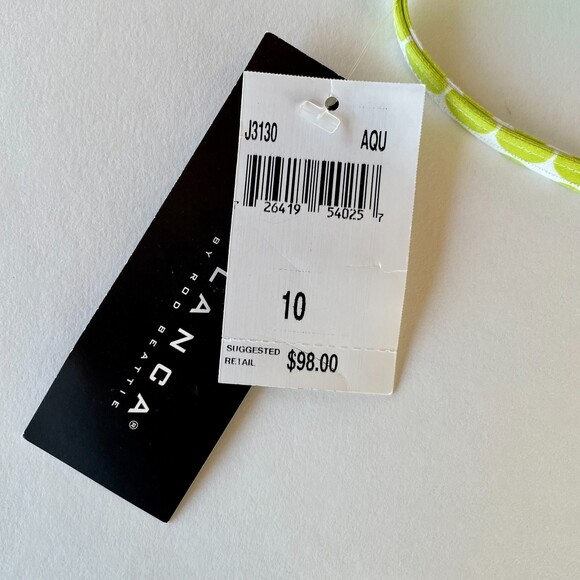 J3130 AQU
7 26419 54025 7
10
SUGGESTED
RETAIL $98.00
LANCA®
BY ROD BEATTIE